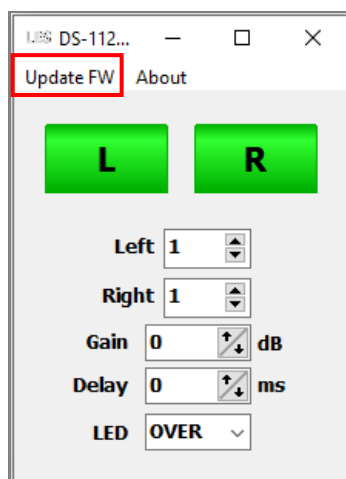 DS-112...
Update FW About
L R
Left 1
Right 1
Gain 0 dB
Delay 0 ms
LED OVER